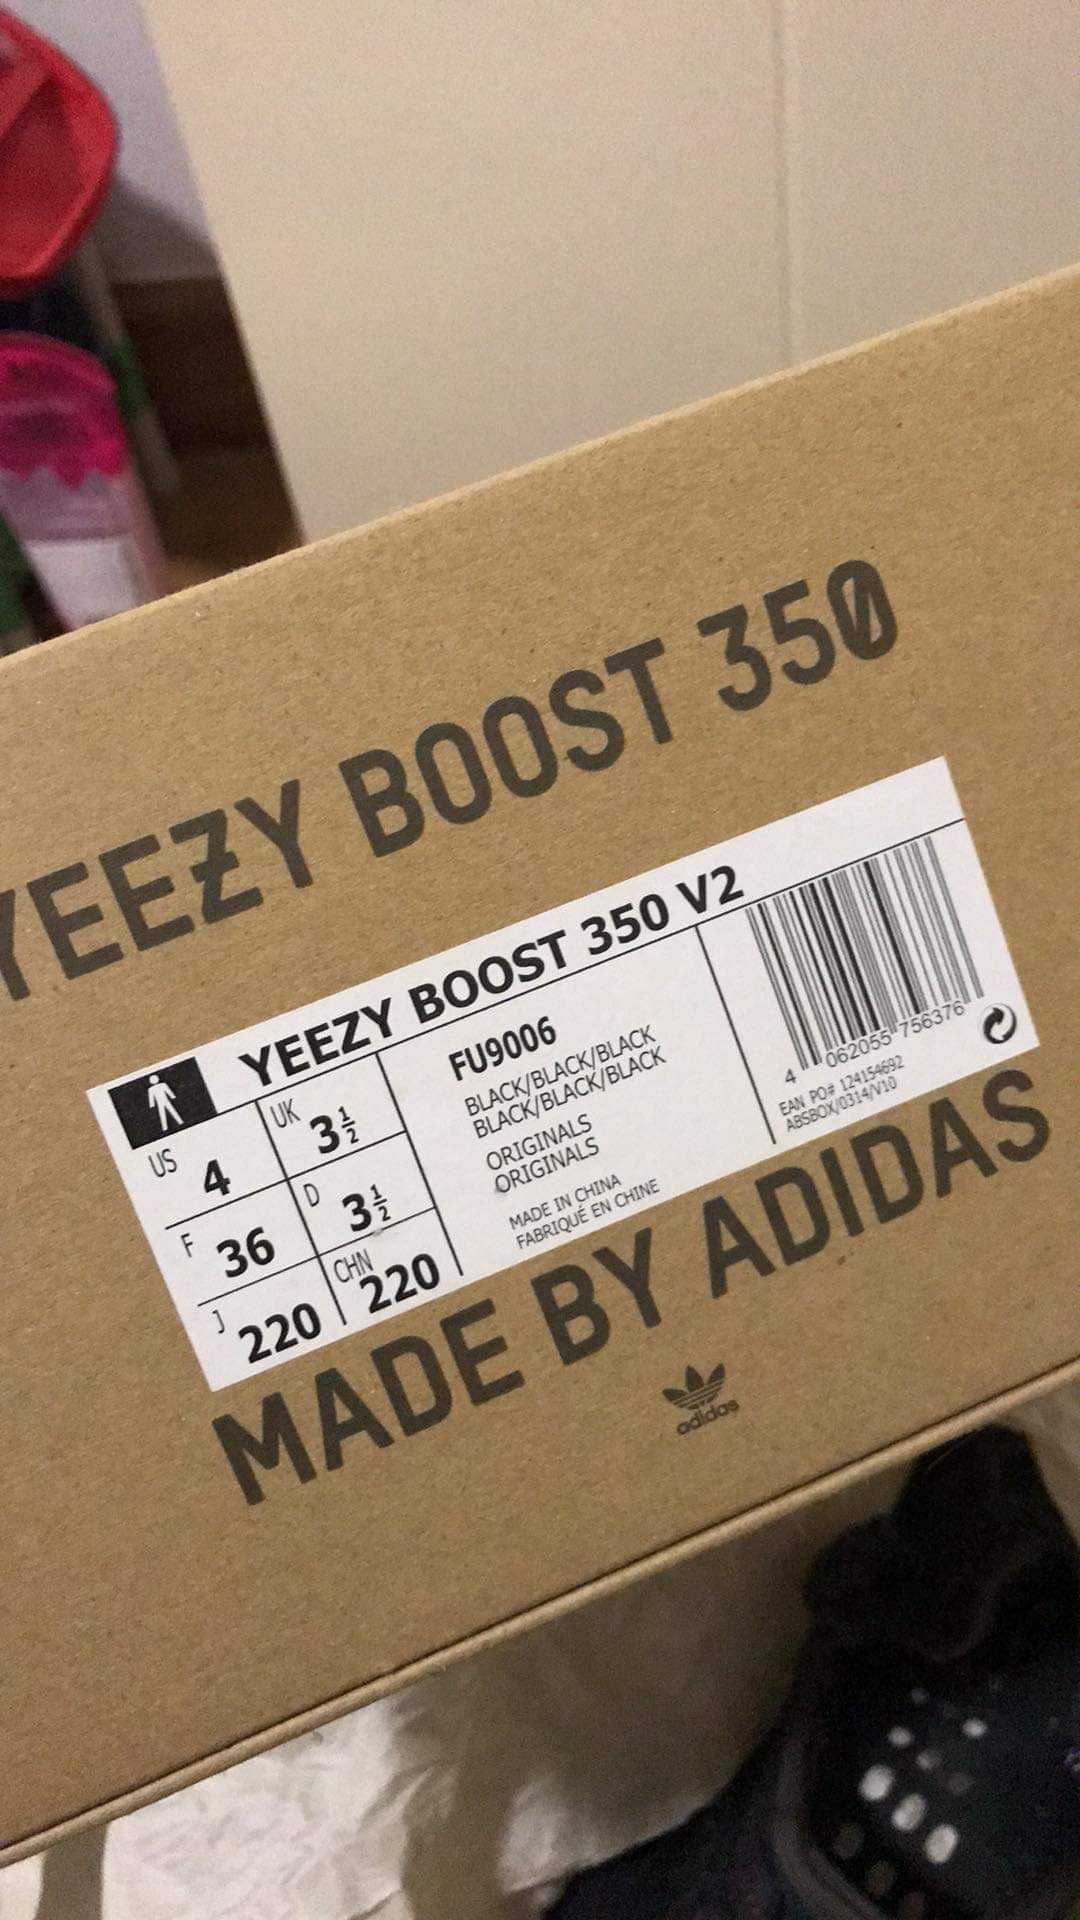 YEEZY BOOST 350
YEEZY BOOST 350 V2
US 4
UK 3½
F 36
D 3½
J 220
CHN 220
FU9006
BLACK/BLACK/BLACK
BLACK/BLACK/BLACK
ORIGINALS
ORIGINALS
MADE IN CHINA
FABRIQUÉ EN CHINE
4 062055 756376
EAN PO# 124154692
ABSBOX/0314/V10
MADE BY ADIDAS
adidas